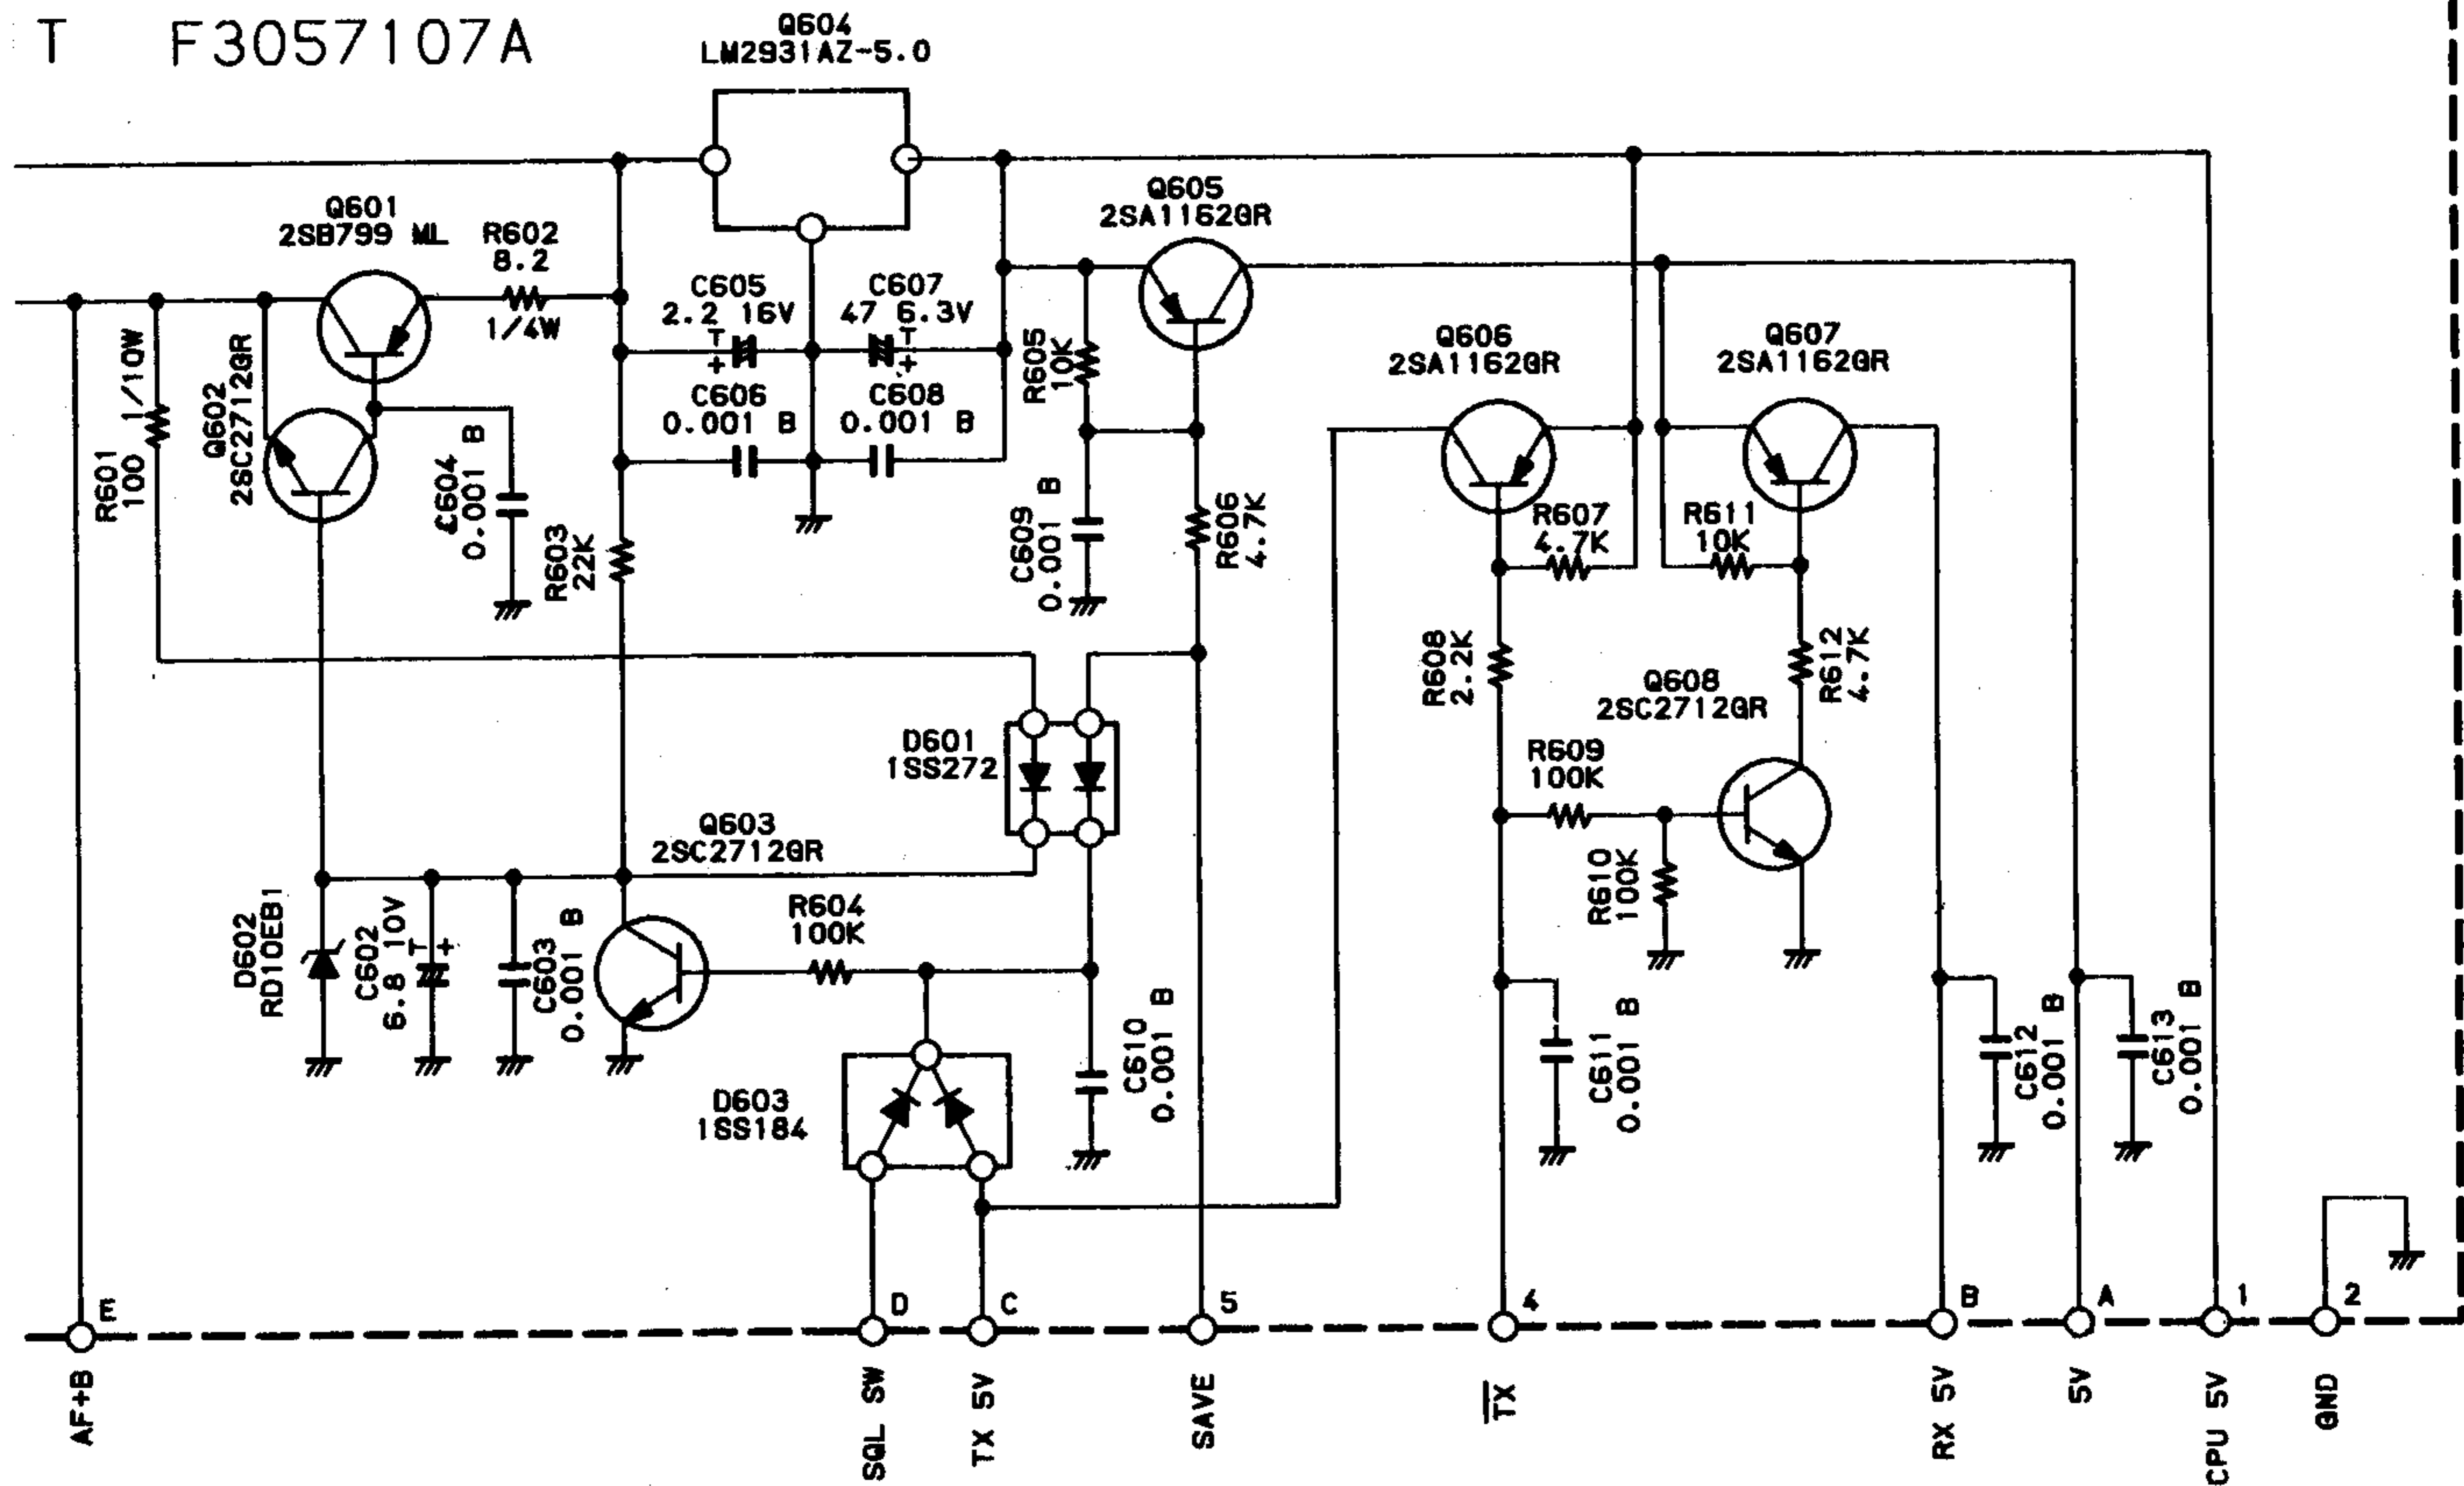 T F3057107A
Q604
LM2931AZ-5.0
Q601
2SB799 ML
R602
8.2
1/4W
Q605
2SA1162GR
C605
2.2 16V
T
+
C607
47 6.3V
T
+
C606
0.001 B
C608
0.001 B
R601
100 1/10W
Q602
2SC2712GR
C604
0.001 B
R603
22K
R605
10K
C609
0.001 B
R606
4.7K
Q606
2SA1162GR
Q607
2SA1162GR
R607
4.7K
R611
10K
R608
2.2K
R612
4.7K
Q608
2SC2712GR
R609
100K
R610
100K
D601
1SS272
Q603
2SC2712GR
R604
100K
D602
RD10EB1
C602
6.8 10V
T
+
C603
0.001 B
D603
1SS184
C610
0.001 B
C611
0.001 B
C612
0.001 B
C613
0.001 B
E
D
C
5
4
B
A
1
2
AF+B
SQL SW
TX 5V
SAVE
T̅X̅
RX 5V
5V
CPU 5V
GND